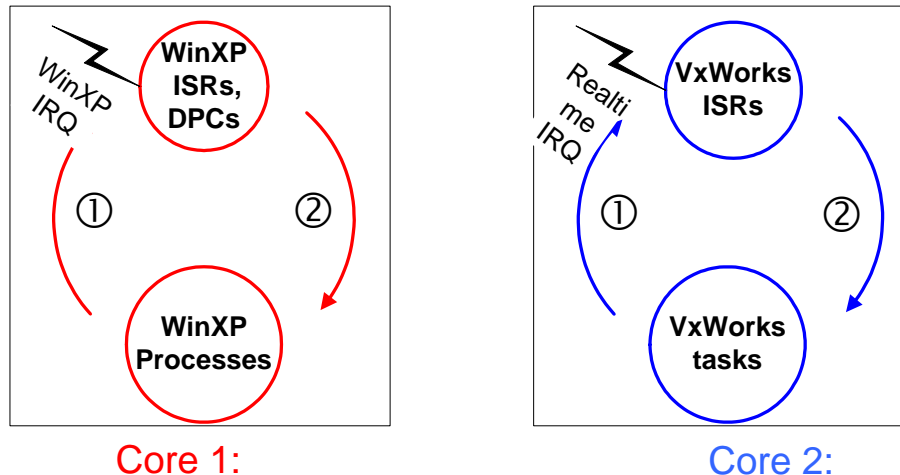 WinXP
ISRs,
DPCs
WinXP
IRQ
①
②
WinXP
Processes
Core 1:
VxWorks
ISRs
Realti
me
IRQ
①
②
VxWorks
tasks
Core 2: